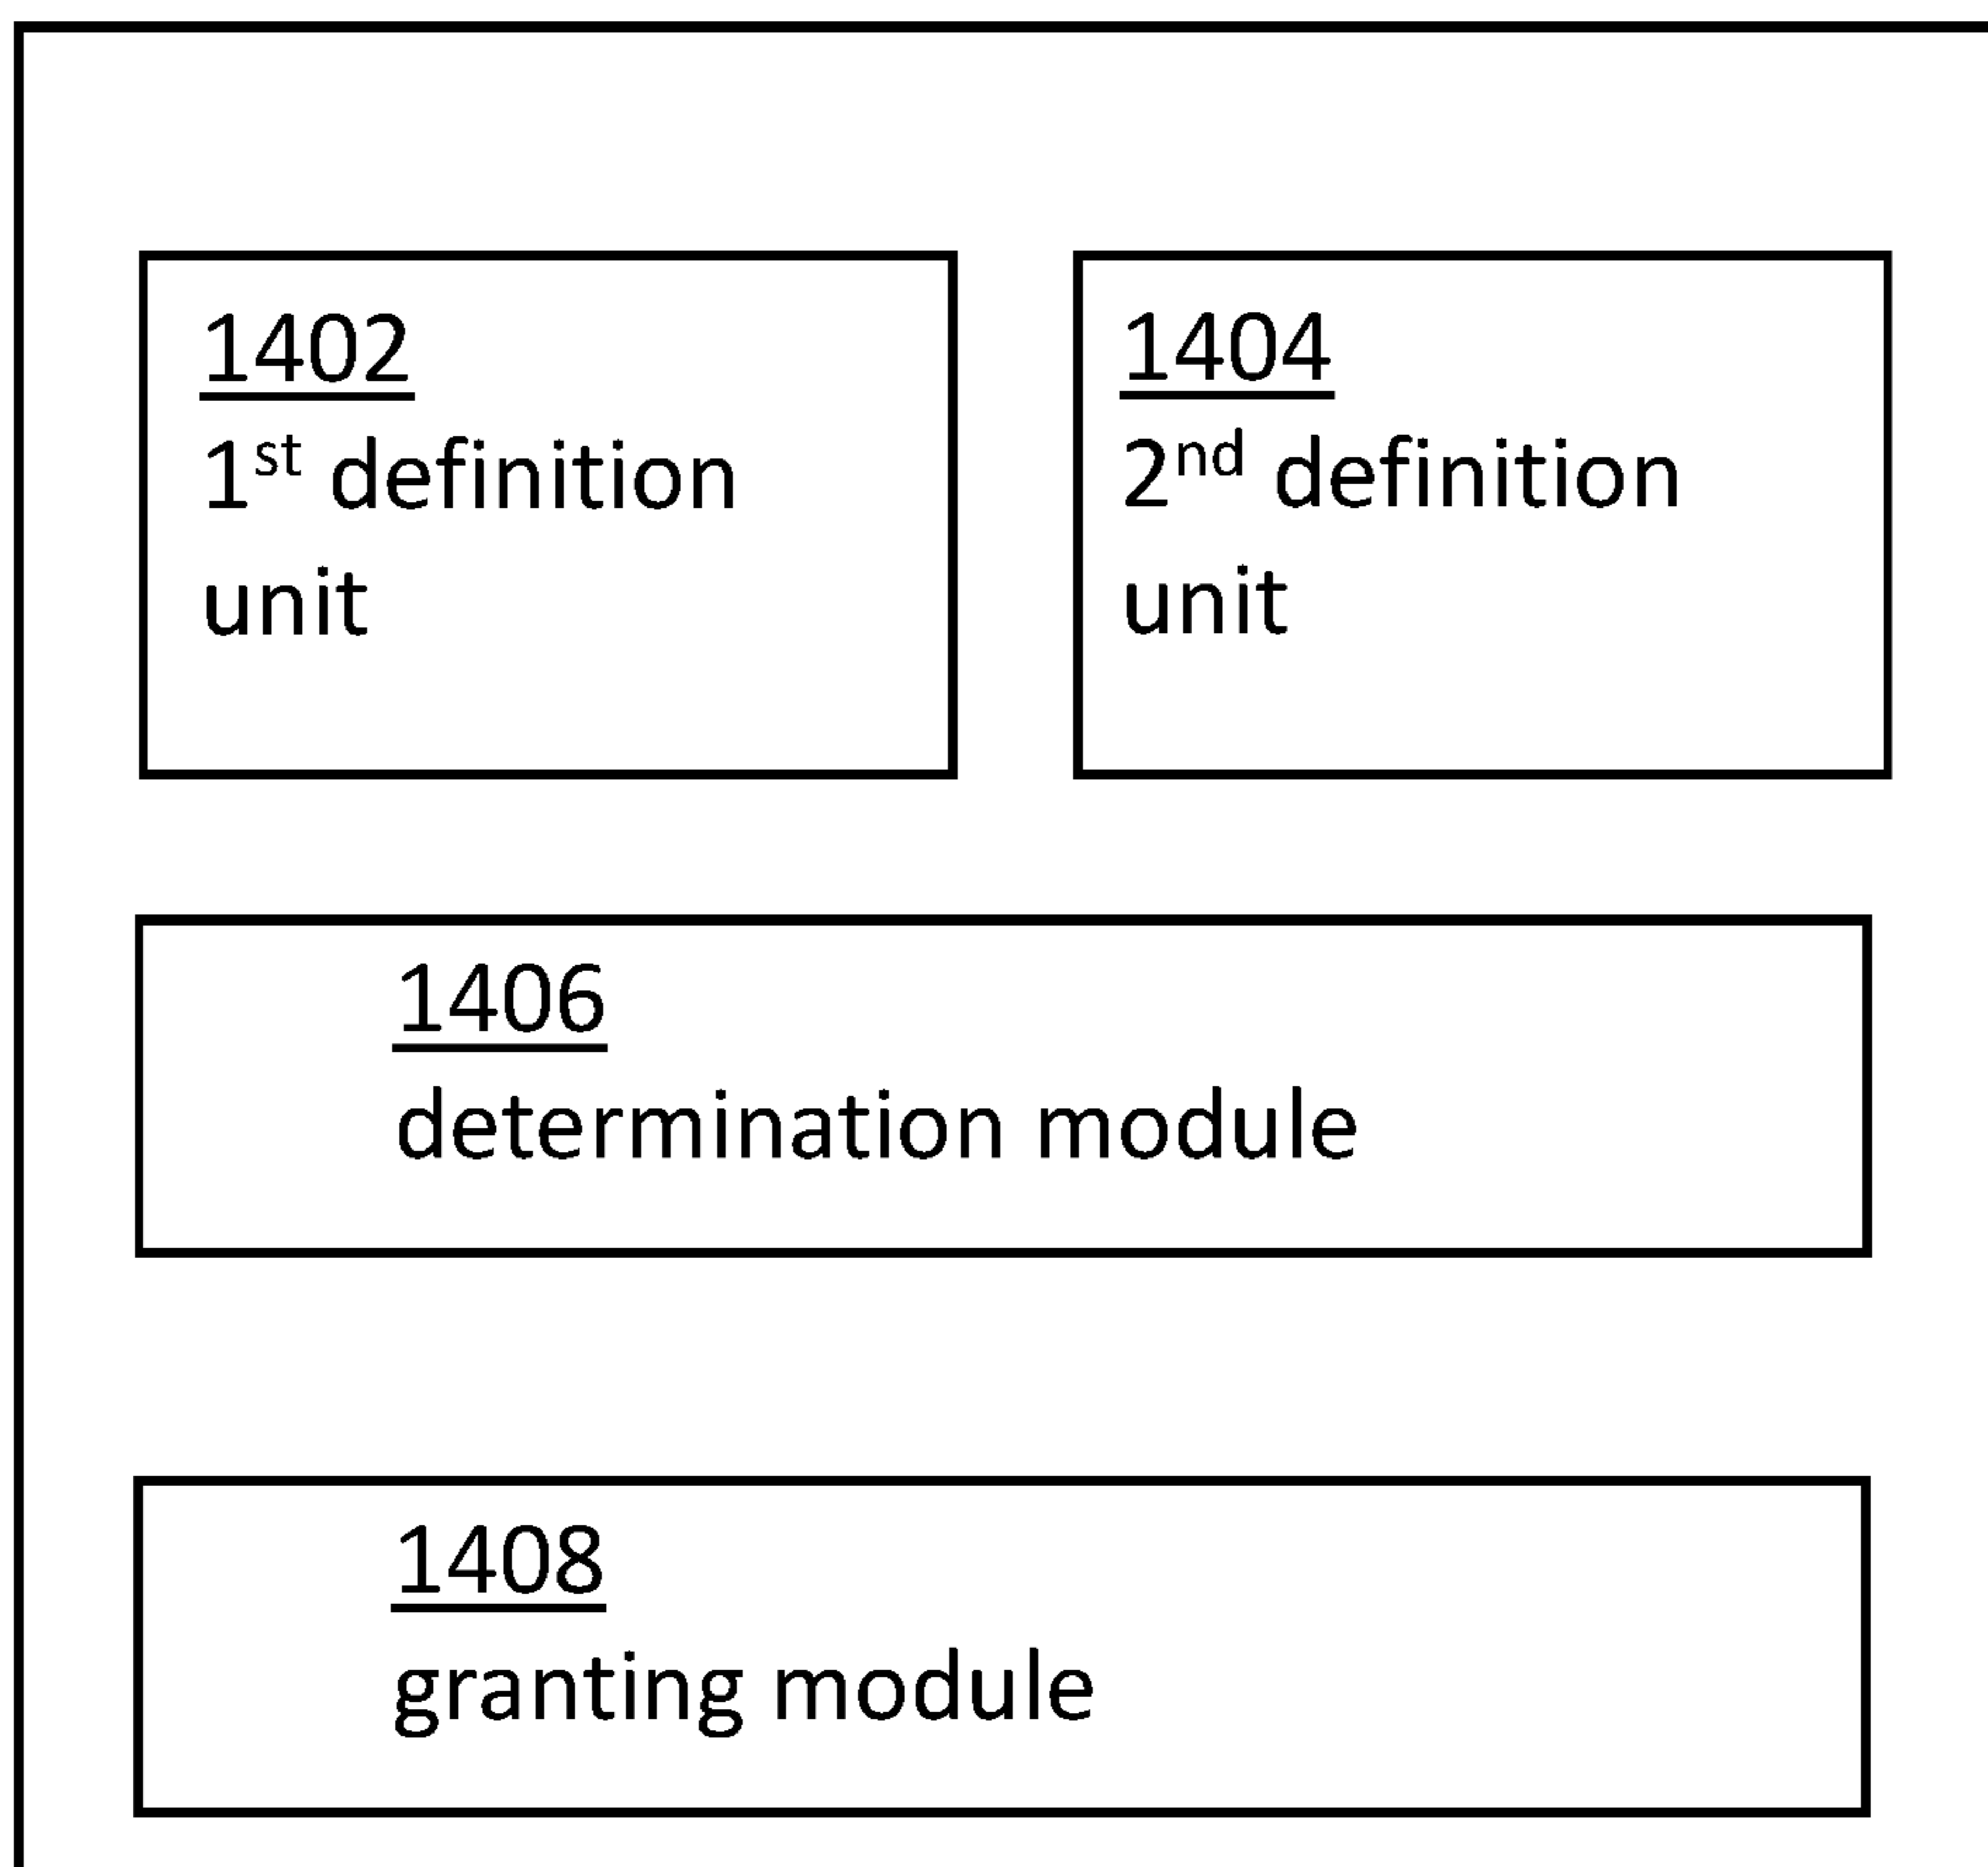 1402
1st definition
unit
1404
2nd definition
unit
1406
determination module
1408
granting module